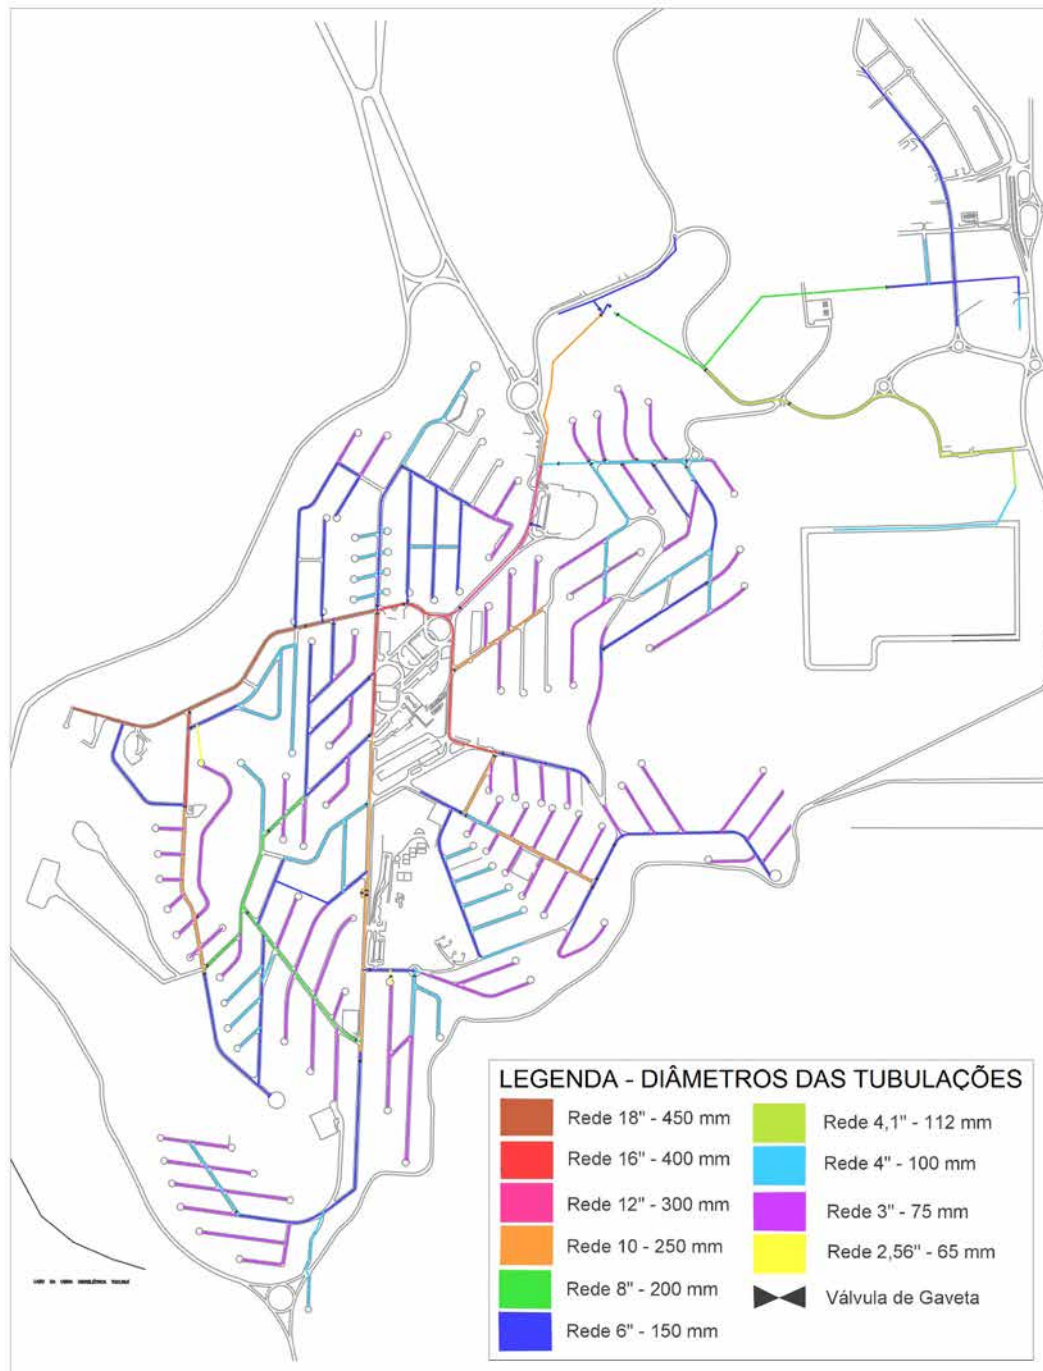 LEGENDA - DIÂMETROS DAS TUBULAÇÕES
Rede 18" - 450 mm
Rede 16" - 400 mm
Rede 12" - 300 mm
Rede 10 - 250 mm
Rede 8" - 200 mm
Rede 6" - 150 mm
Rede 4,1" - 112 mm
Rede 4" - 100 mm
Rede 3" - 75 mm
Rede 2,56" - 65 mm
Válvula de Gaveta